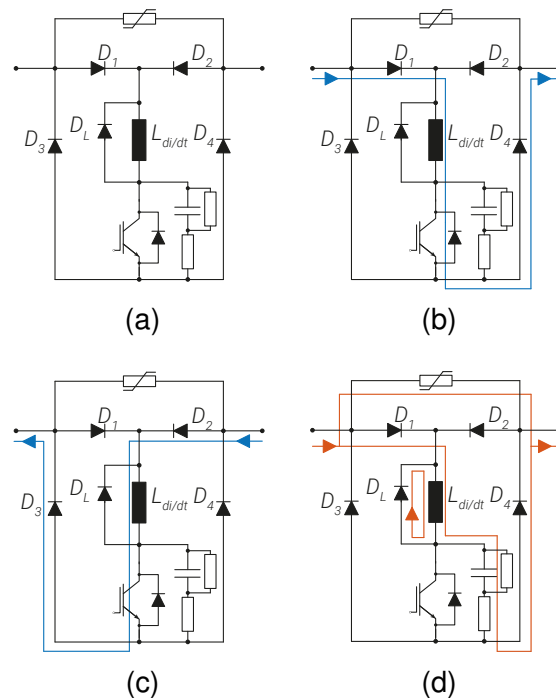 D1 D2 D1 D2
DL Ldi/dt DL Ldi/dt
D3 D4 D3 D4
(a) (b)
D1 D2 D1 D2
DL Ldi/dt DL Ldi/dt
D3 D4 D3 D4
(c) (d)